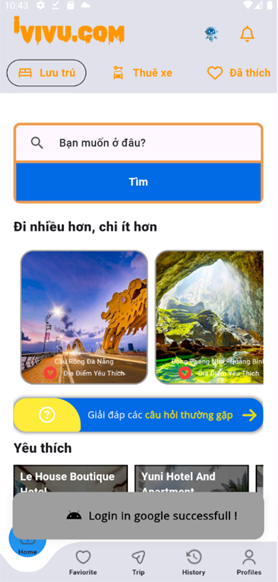 10:43
iVIVU.COM
Lưu trú
Thuê xe
Đã thích
Bạn muốn ở đâu?
Tìm
Đi nhiều hơn, chi ít hơn
Cầu Rồng Đà Nẵng
Địa Điểm Yêu Thích
Động Phong Nha -Quảng Bình
Địa Điểm Yêu Thích
Giải đáp các câu hỏi thường gặp
Yêu thích
Le House Boutique
Hotel
Yuni Hotel And
Apartment
Login in google successfull !
Home
Faviorite
Trip
History
Profiles